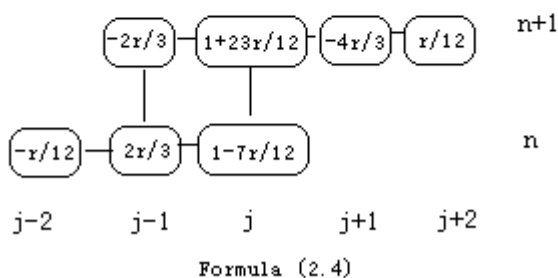 -2r/3 1+23r/12 -4r/3 r/12 n+1
-r/12 2r/3 1-7r/12 n
j-2 j-1 j j+1 j+2
Formula (2.4)